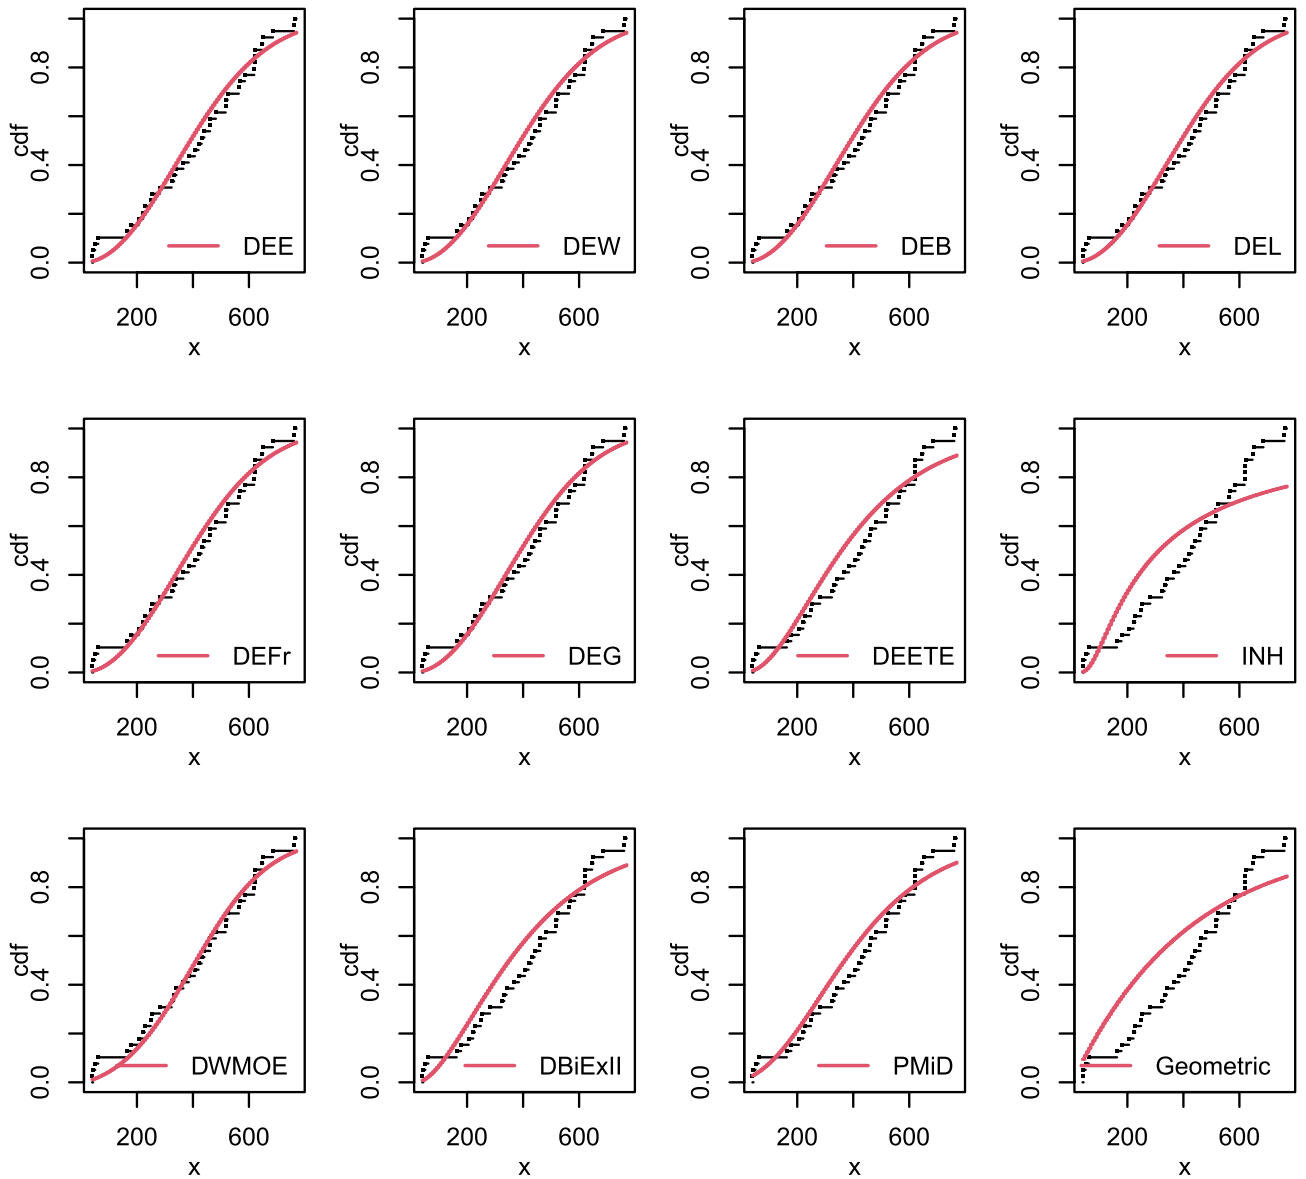 cdf 0.0 0.4 0.8 DEE 200 600 x
cdf 0.0 0.4 0.8 DEW 200 600 x
cdf 0.0 0.4 0.8 DEB 200 600 x
cdf 0.0 0.4 0.8 DEL 200 600 x
cdf 0.0 0.4 0.8 DEFr 200 600 x
cdf 0.0 0.4 0.8 DEG 200 600 x
cdf 0.0 0.4 0.8 DEETE 200 600 x
cdf 0.0 0.4 0.8 INH 200 600 x
cdf 0.0 0.4 0.8 DWMOE 200 600 x
cdf 0.0 0.4 0.8 DBiExII 200 600 x
cdf 0.0 0.4 0.8 PMiD 200 600 x
cdf 0.0 0.4 0.8 Geometric 200 600 x